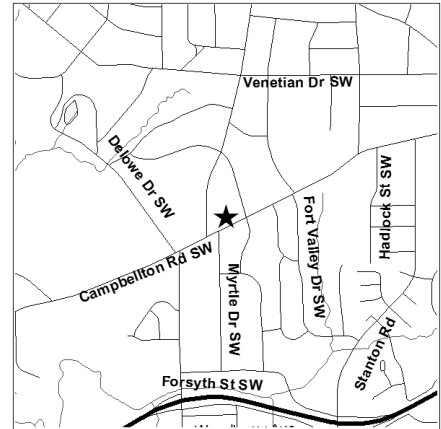 Venetian Dr SW
Delowe Dr SW
Hadlock St SW
Fort Valley Dr SW
Campbellton Rd SW
Myrtle Dr SW
Stanton Rd
Forsyth St SW